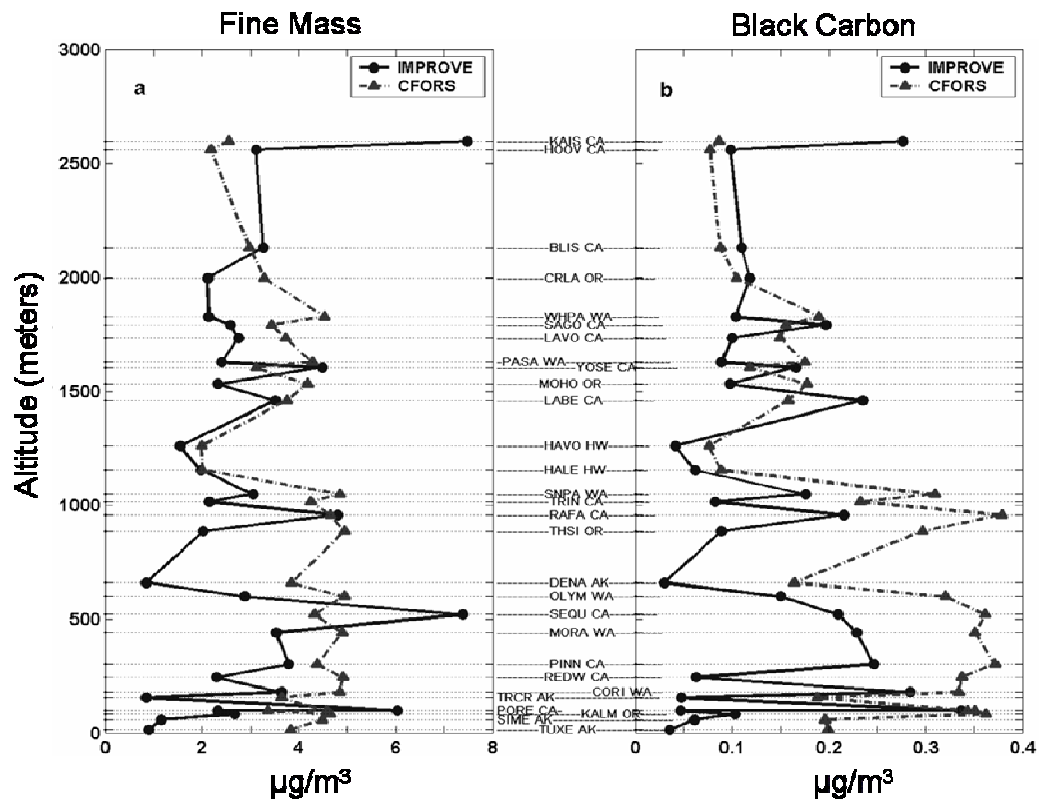 Fine Mass
Black Carbon
a
IMPROVE
CFORS
b
IMPROVE
CFORS
Altitude (meters)
3000
2500
2000
1500
1000
500
0
KAIS CA
HOOV CA
BLIS CA
CRLA OR
WHPA WA
SAGO CA
LAVO CA
PASA WA
YOSE CA
MOHO OR
LABE CA
HAVO HW
HALE HW
SNPA WA
TRIN CA
RAFA CA
THSI OR
DENA AK
OLYM WA
SEQU CA
MORA WA
PINN CA
REDW CA
CORI WA
TRCR AK
PORE CA
KALM OR
SIME AK
TUXE AK
0 2 4 6 8
0 0.1 0.2 0.3 0.4
µg/m³
µg/m³